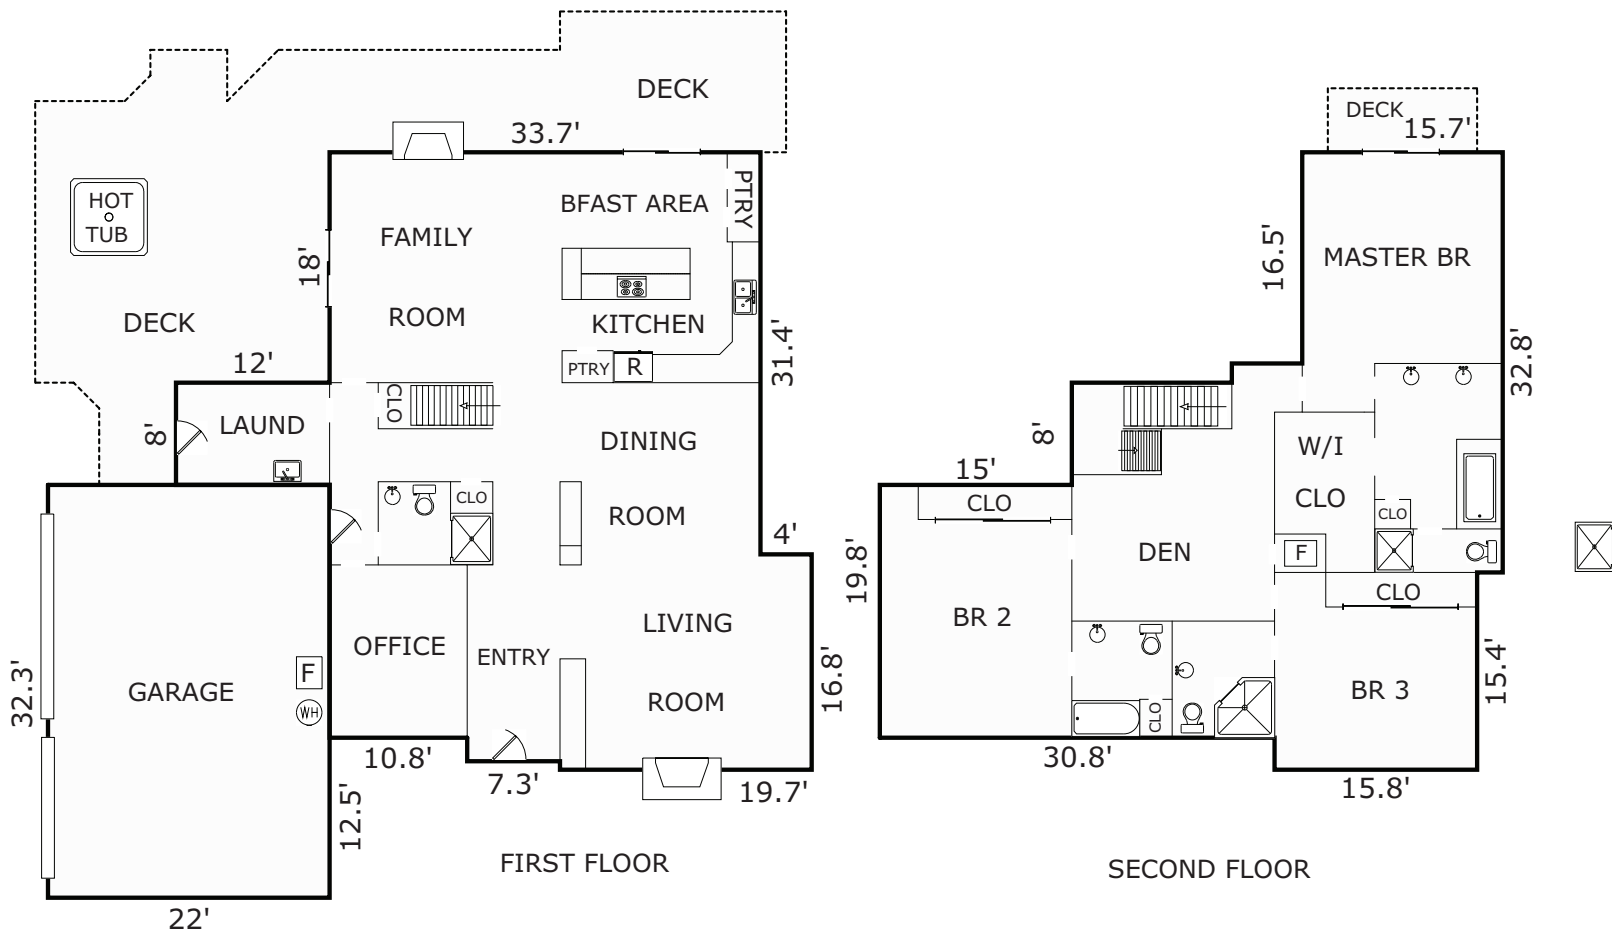 DECK
DECK
33.7'
15.7'
HOT
TUB
BFAST AREA
PTRY
FAMILY
18'
16.5'
MASTER BR
ROOM
DECK
KITCHEN
31.4'
32.8'
12'
PTRY
R
LAUND
8'
CLO
DINING
8'
W/I
15'
CLO
CLO
CLO
CLO
ROOM
4'
19.8'
DEN
F
CLO
LIVING
BR 2
OFFICE
ENTRY
32.3'
GARAGE
F
16.8'
15.4'
BR 3
ROOM
WH
CLO
10.8'
30.8'
7.3'
19.7'
15.8'
12.5'
FIRST FLOOR
SECOND FLOOR
22'